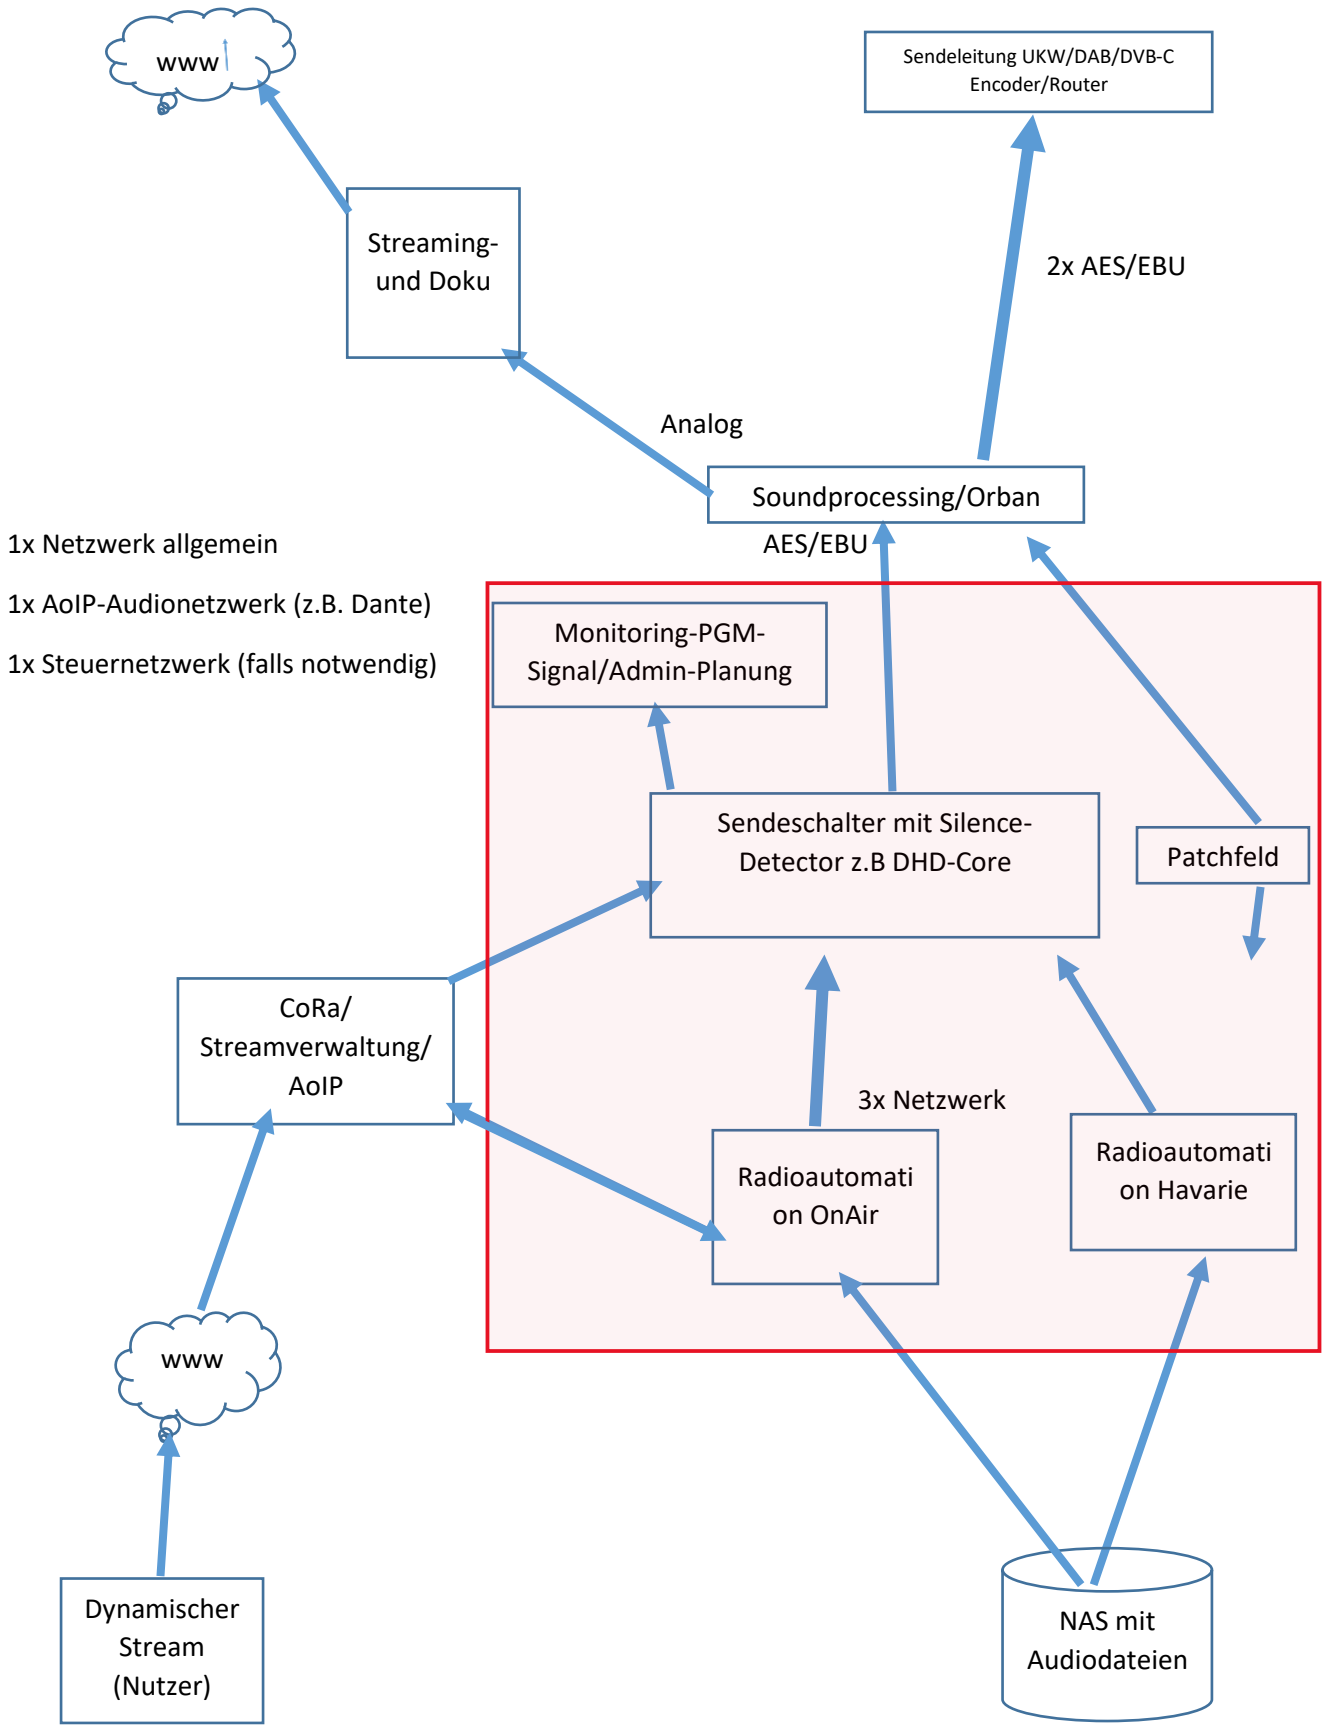 www
Sendeleitung UKW/DAB/DVB-C
Encoder/Router
Streaming-
und Doku
2x AES/EBU
Analog
Soundprocessing/Orban
1x Netzwerk allgemein
AES/EBU
1x AoIP-Audionetzwerk (z.B. Dante)
1x Steuernetzwerk (falls notwendig)
Monitoring-PGM-
Signal/Admin-Planung
Sendeschalter mit Silence-
Detector z.B DHD-Core
Patchfeld
CoRa/
Streamverwaltung/
AoIP
3x Netzwerk
Radioautomati
on OnAir
Radioautomati
on Havarie
www
Dynamischer
Stream
(Nutzer)
NAS mit
Audiodateien